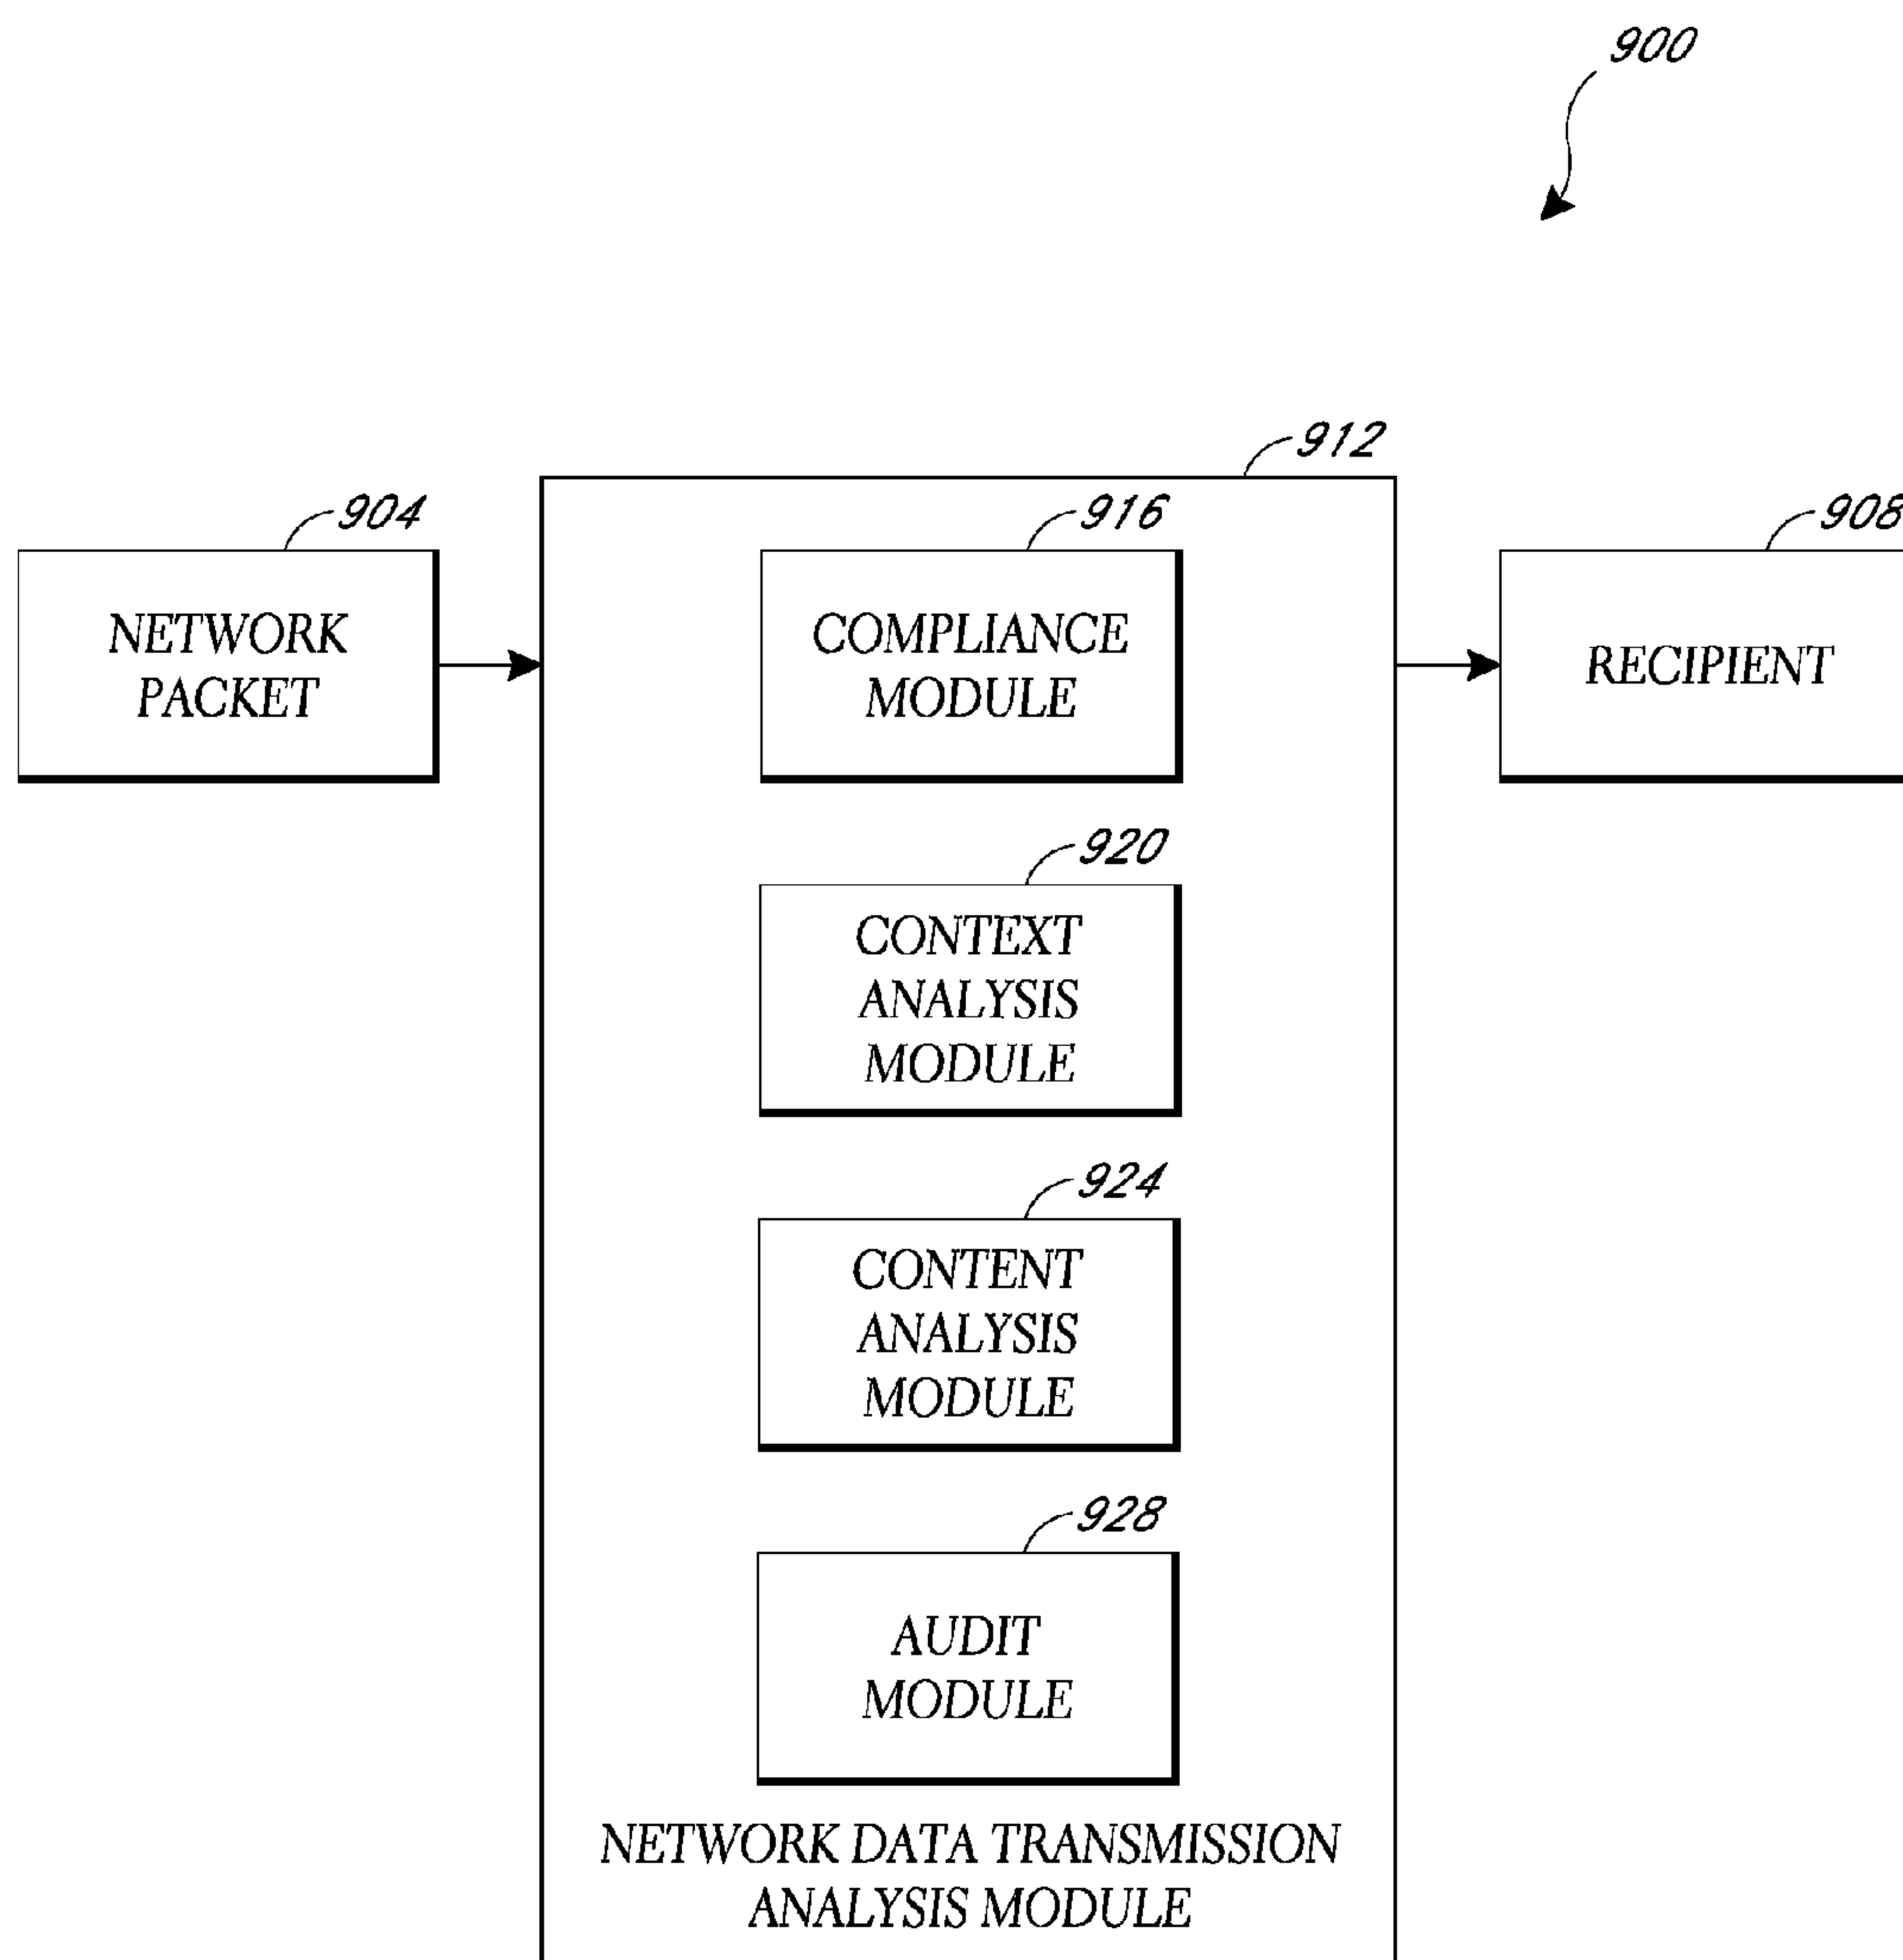 900
912
904
NETWORK
PACKET
916
COMPLIANCE
MODULE
908
RECIPIENT
920
CONTEXT
ANALYSIS
MODULE
924
CONTENT
ANALYSIS
MODULE
928
AUDIT
MODULE
NETWORK DATA TRANSMISSION
ANALYSIS MODULE